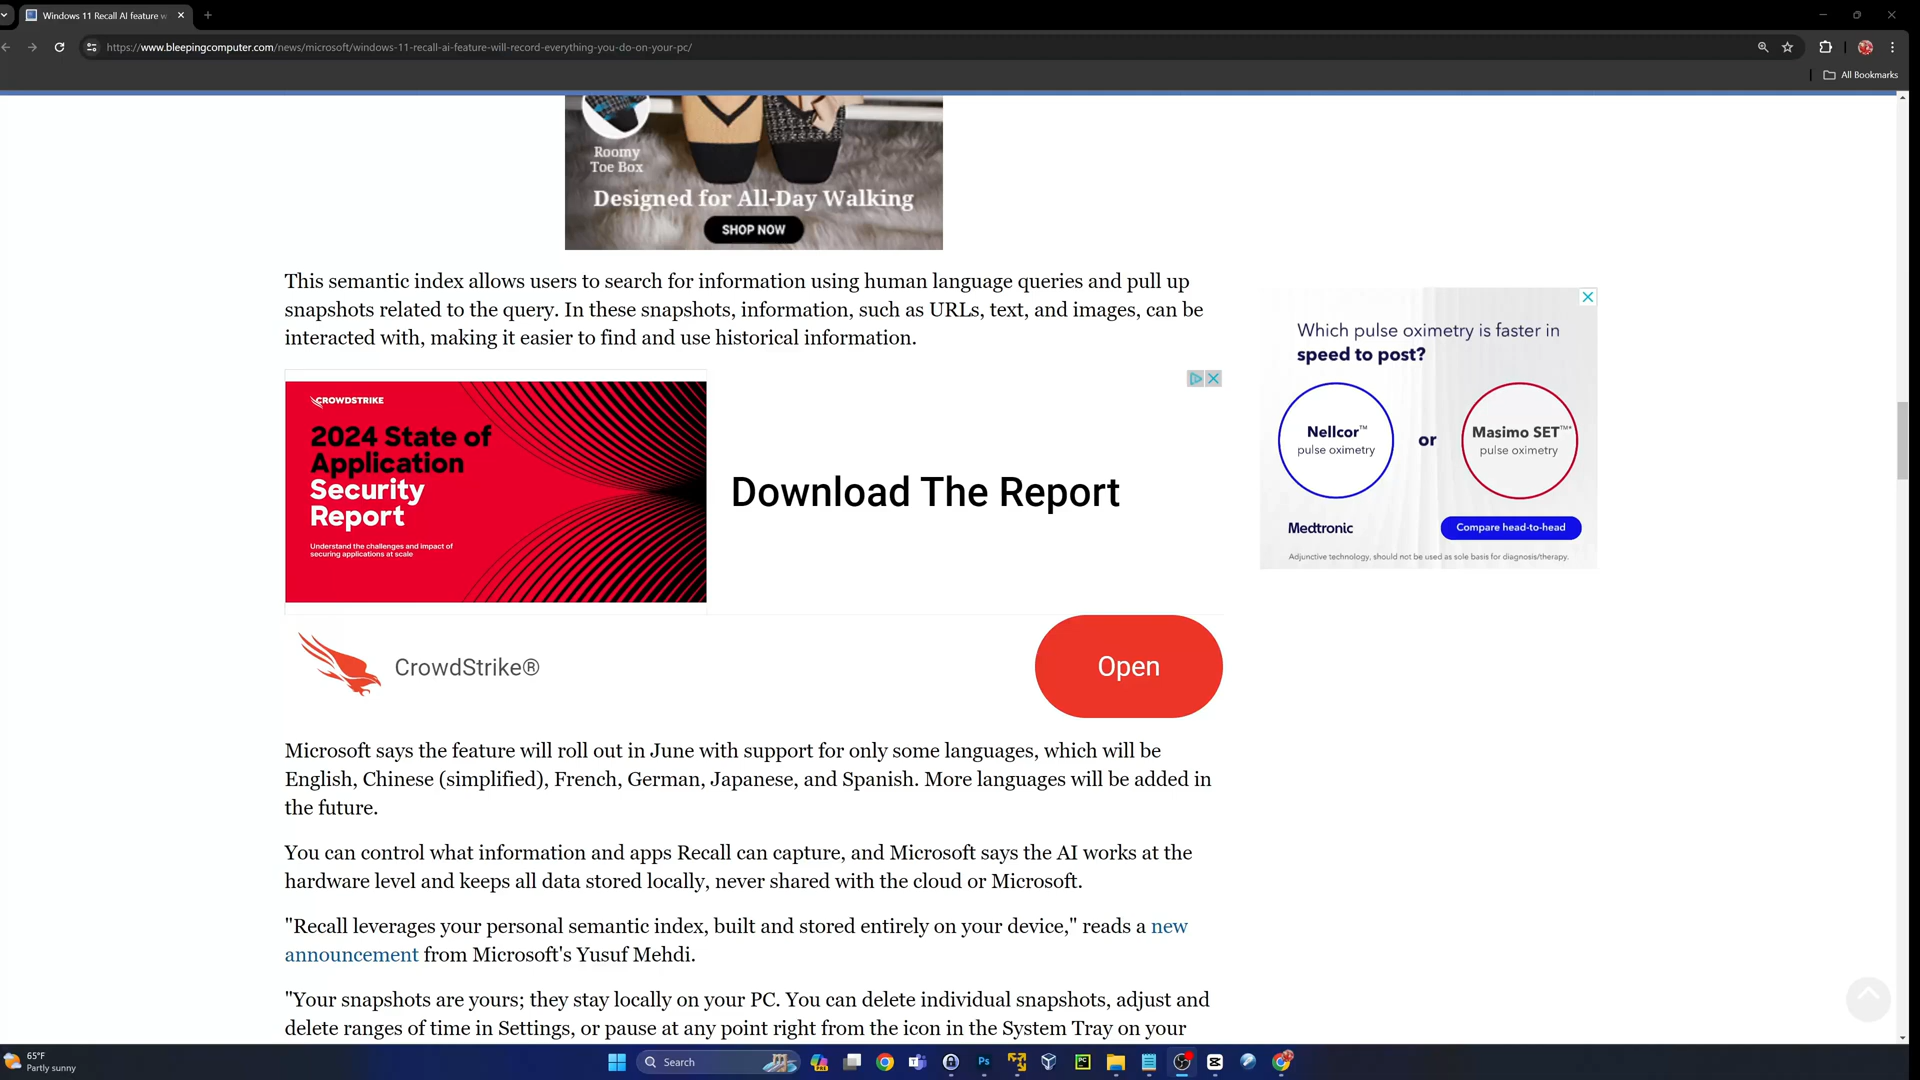 Windows 11 Recall AI feature w
https://www.bleepingcomputer.com/news/microsoft/windows-11-recall-ai-feature-will-record-everything-you-do-on-your-pc/
All Bookmarks
Roomy
Toe Box
Designed for All-Day Walking
SHOP NOW
This semantic index allows users to search for information using human language queries and pull up
snapshots related to the query. In these snapshots, information, such as URLs, text, and images, can be
interacted with, making it easier to find and use historical information.
Which pulse oximetry is faster in
speed to post?
Nellcor™
pulse oximetry
or
Masimo SET™*
pulse oximetry
Medtronic
Compare head-to-head
Adjunctive technology, should not be used as sole basis for diagnosis/therapy.
CROWDSTRIKE
2024 State of
Application
Security
Report
Understand the challenges and impact of
securing applications at scale
Download The Report
CrowdStrike®
Open
Microsoft says the feature will roll out in June with support for only some languages, which will be
English, Chinese (simplified), French, German, Japanese, and Spanish. More languages will be added in
the future.
You can control what information and apps Recall can capture, and Microsoft says the AI works at the
hardware level and keeps all data stored locally, never shared with the cloud or Microsoft.
"Recall leverages your personal semantic index, built and stored entirely on your device," reads a new
announcement from Microsoft's Yusuf Mehdi.
"Your snapshots are yours; they stay locally on your PC. You can delete individual snapshots, adjust and
delete ranges of time in Settings, or pause at any point right from the icon in the System Tray on your
65°F
Partly sunny
Search
Ps
PC